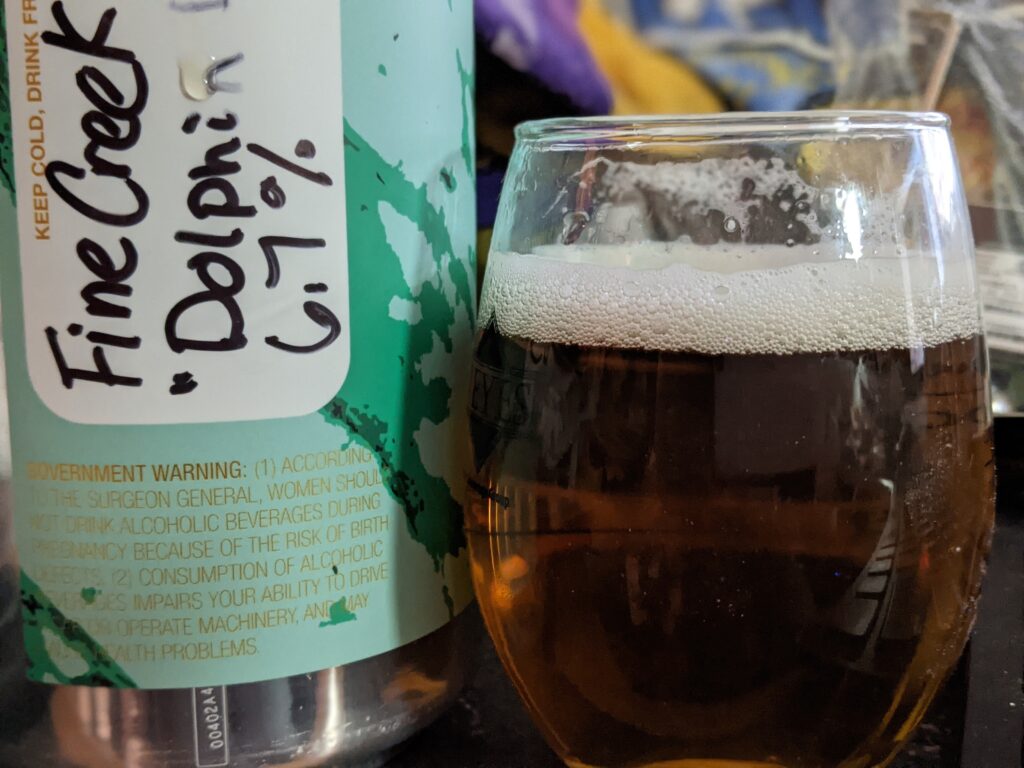 KEEP COLD, DRINK FR
Fine Creek
"Dolphin
6.7%
GOVERNMENT WARNING: (1) ACCORDING
TO THE SURGEON GENERAL, WOMEN SHOUL
NOT DRINK ALCOHOLIC BEVERAGES DURING
PREGNANCY BECAUSE OF THE RISK OF BIRTH
DEFECTS. (2) CONSUMPTION OF ALCOHOLIC
BEVERAGES IMPAIRS YOUR ABILITY TO DRIVE
OR OPERATE MACHINERY, AND MAY
HEALTH PROBLEMS.
00402A4